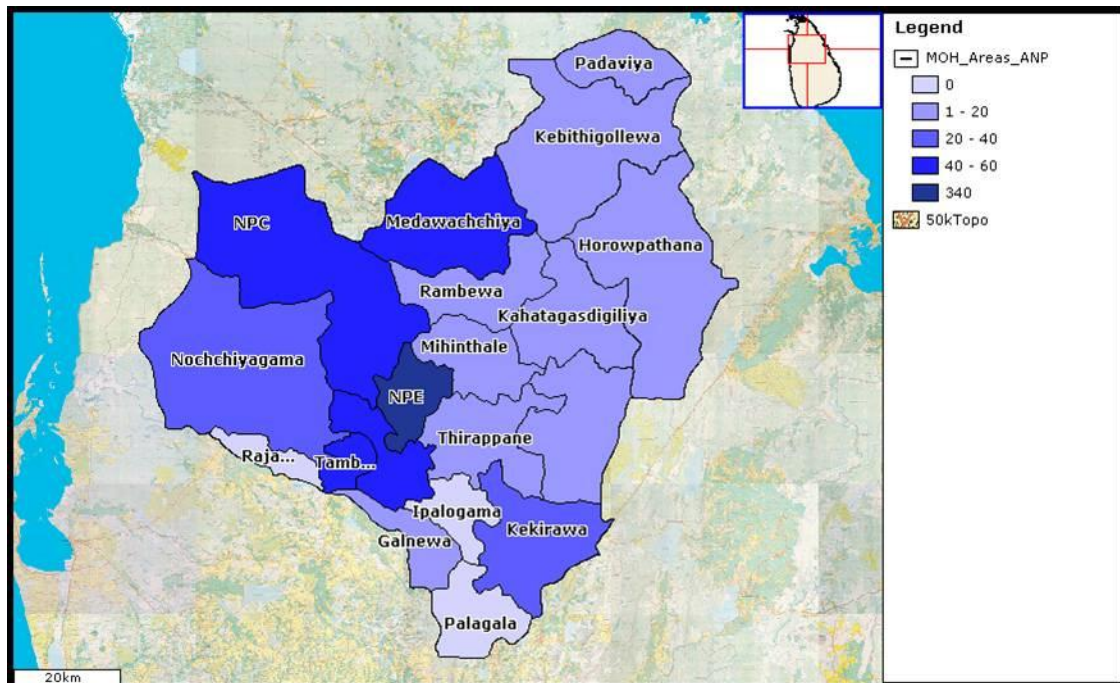 Padaviya
Kebithigollewa
Medawachchiya
NPC
Horowpathana
Rambewa
Kahatagasdigiliya
Mihinthale
Nochchiyagama
NPE
Thirappane
Raja...
Tamb...
Ipalogama
Kekirawa
Galnewa
Palagala
20km
Legend
MOH_Areas_ANP
0
1 - 20
20 - 40
40 - 60
340
50kTopo